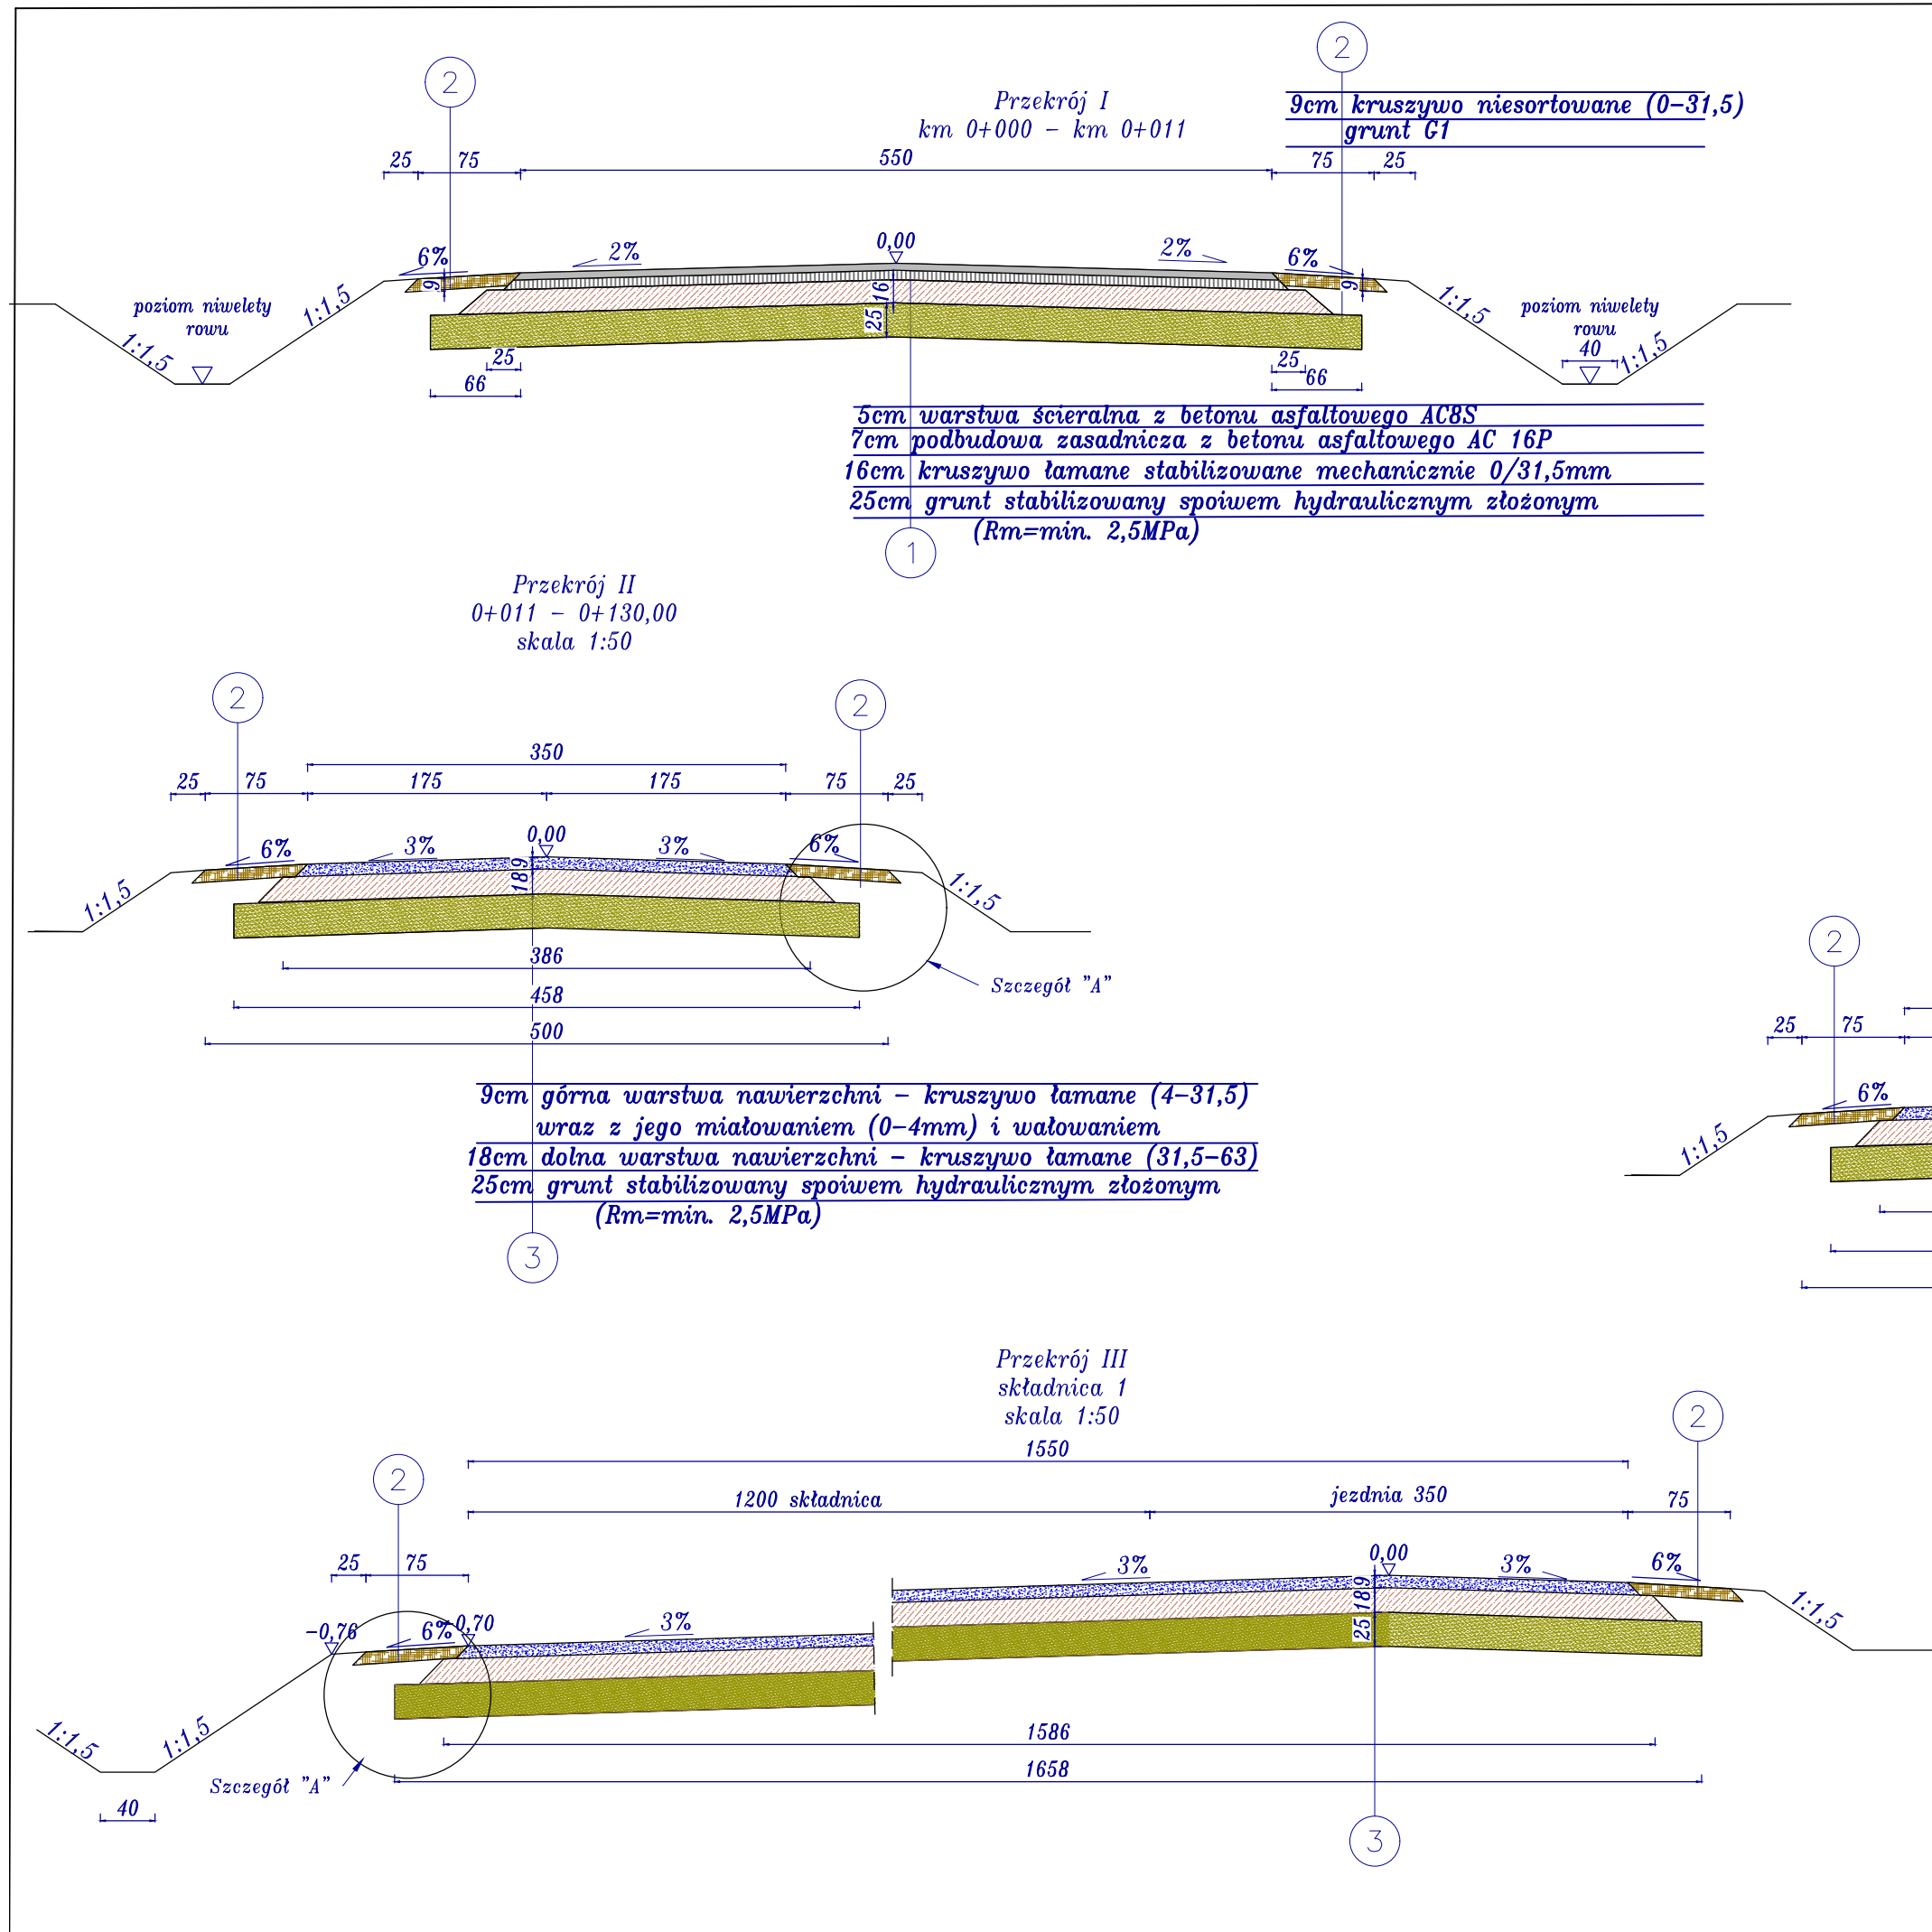 2
2
Przekrój I
km 0+000 – km 0+011
9cm kruszywo niesortowane (0–31,5)
grunt G1
25 75 550 75 25
6% 2% 0,00 2% 6%
9 16 25 9
poziom niwelety
rowu
1:1,5 1:1,5
poziom niwelety
rowu
40
1:1,5 1:1,5
25 25
66 66
5cm warstwa ścieralna z betonu asfaltowego AC8S
7cm podbudowa zasadnicza z betonu asfaltowego AC 16P
16cm kruszywo łamane stabilizowane mechanicznie 0/31,5mm
25cm grunt stabilizowany spoiwem hydraulicznym złożonym
(Rm=min. 2,5MPa)
1
Przekrój II
0+011 – 0+130,00
skala 1:50
2 2
350
25 75 175 175 75 25
6% 3% 0,00 3% 6%
9
18
1:1,5 1:1,5
386
458
500
Szczegół "A"
9cm górna warstwa nawierzchni – kruszywo łamane (4–31,5)
wraz z jego miałowaniem (0–4mm) i wałowaniem
18cm dolna warstwa nawierzchni – kruszywo łamane (31,5–63)
25cm grunt stabilizowany spoiwem hydraulicznym złożonym
(Rm=min. 2,5MPa)
3
2
25 75
6%
1:1,5
Przekrój III
składnica 1
skala 1:50
2 2
1550
1200 składnica jezdnia 350 75
25 75
3% 0,00 3% 6%
9
18
25
-0,76 6% -0,70 3%
1:1,5
1:1,5 1:1,5
1586
1658
Szczegół "A"
40
3